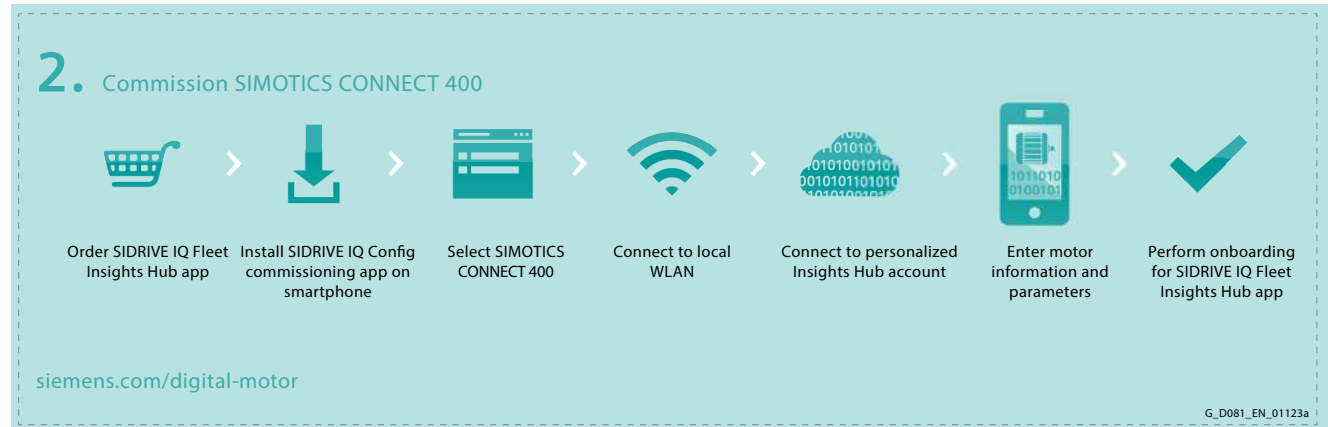 2. Commission SIMOTICS CONNECT 400
Order SIDRIVE IQ Fleet
Insights Hub app
Install SIDRIVE IQ Config
commissioning app on
smartphone
Select SIMOTICS
CONNECT 400
Connect to local
WLAN
Connect to personalized
Insights Hub account
Enter motor
information and
parameters
Perform onboarding
for SIDRIVE IQ Fleet
Insights Hub app
1011010
0100101
siemens.com/digital-motor
G_D081_EN_01123a